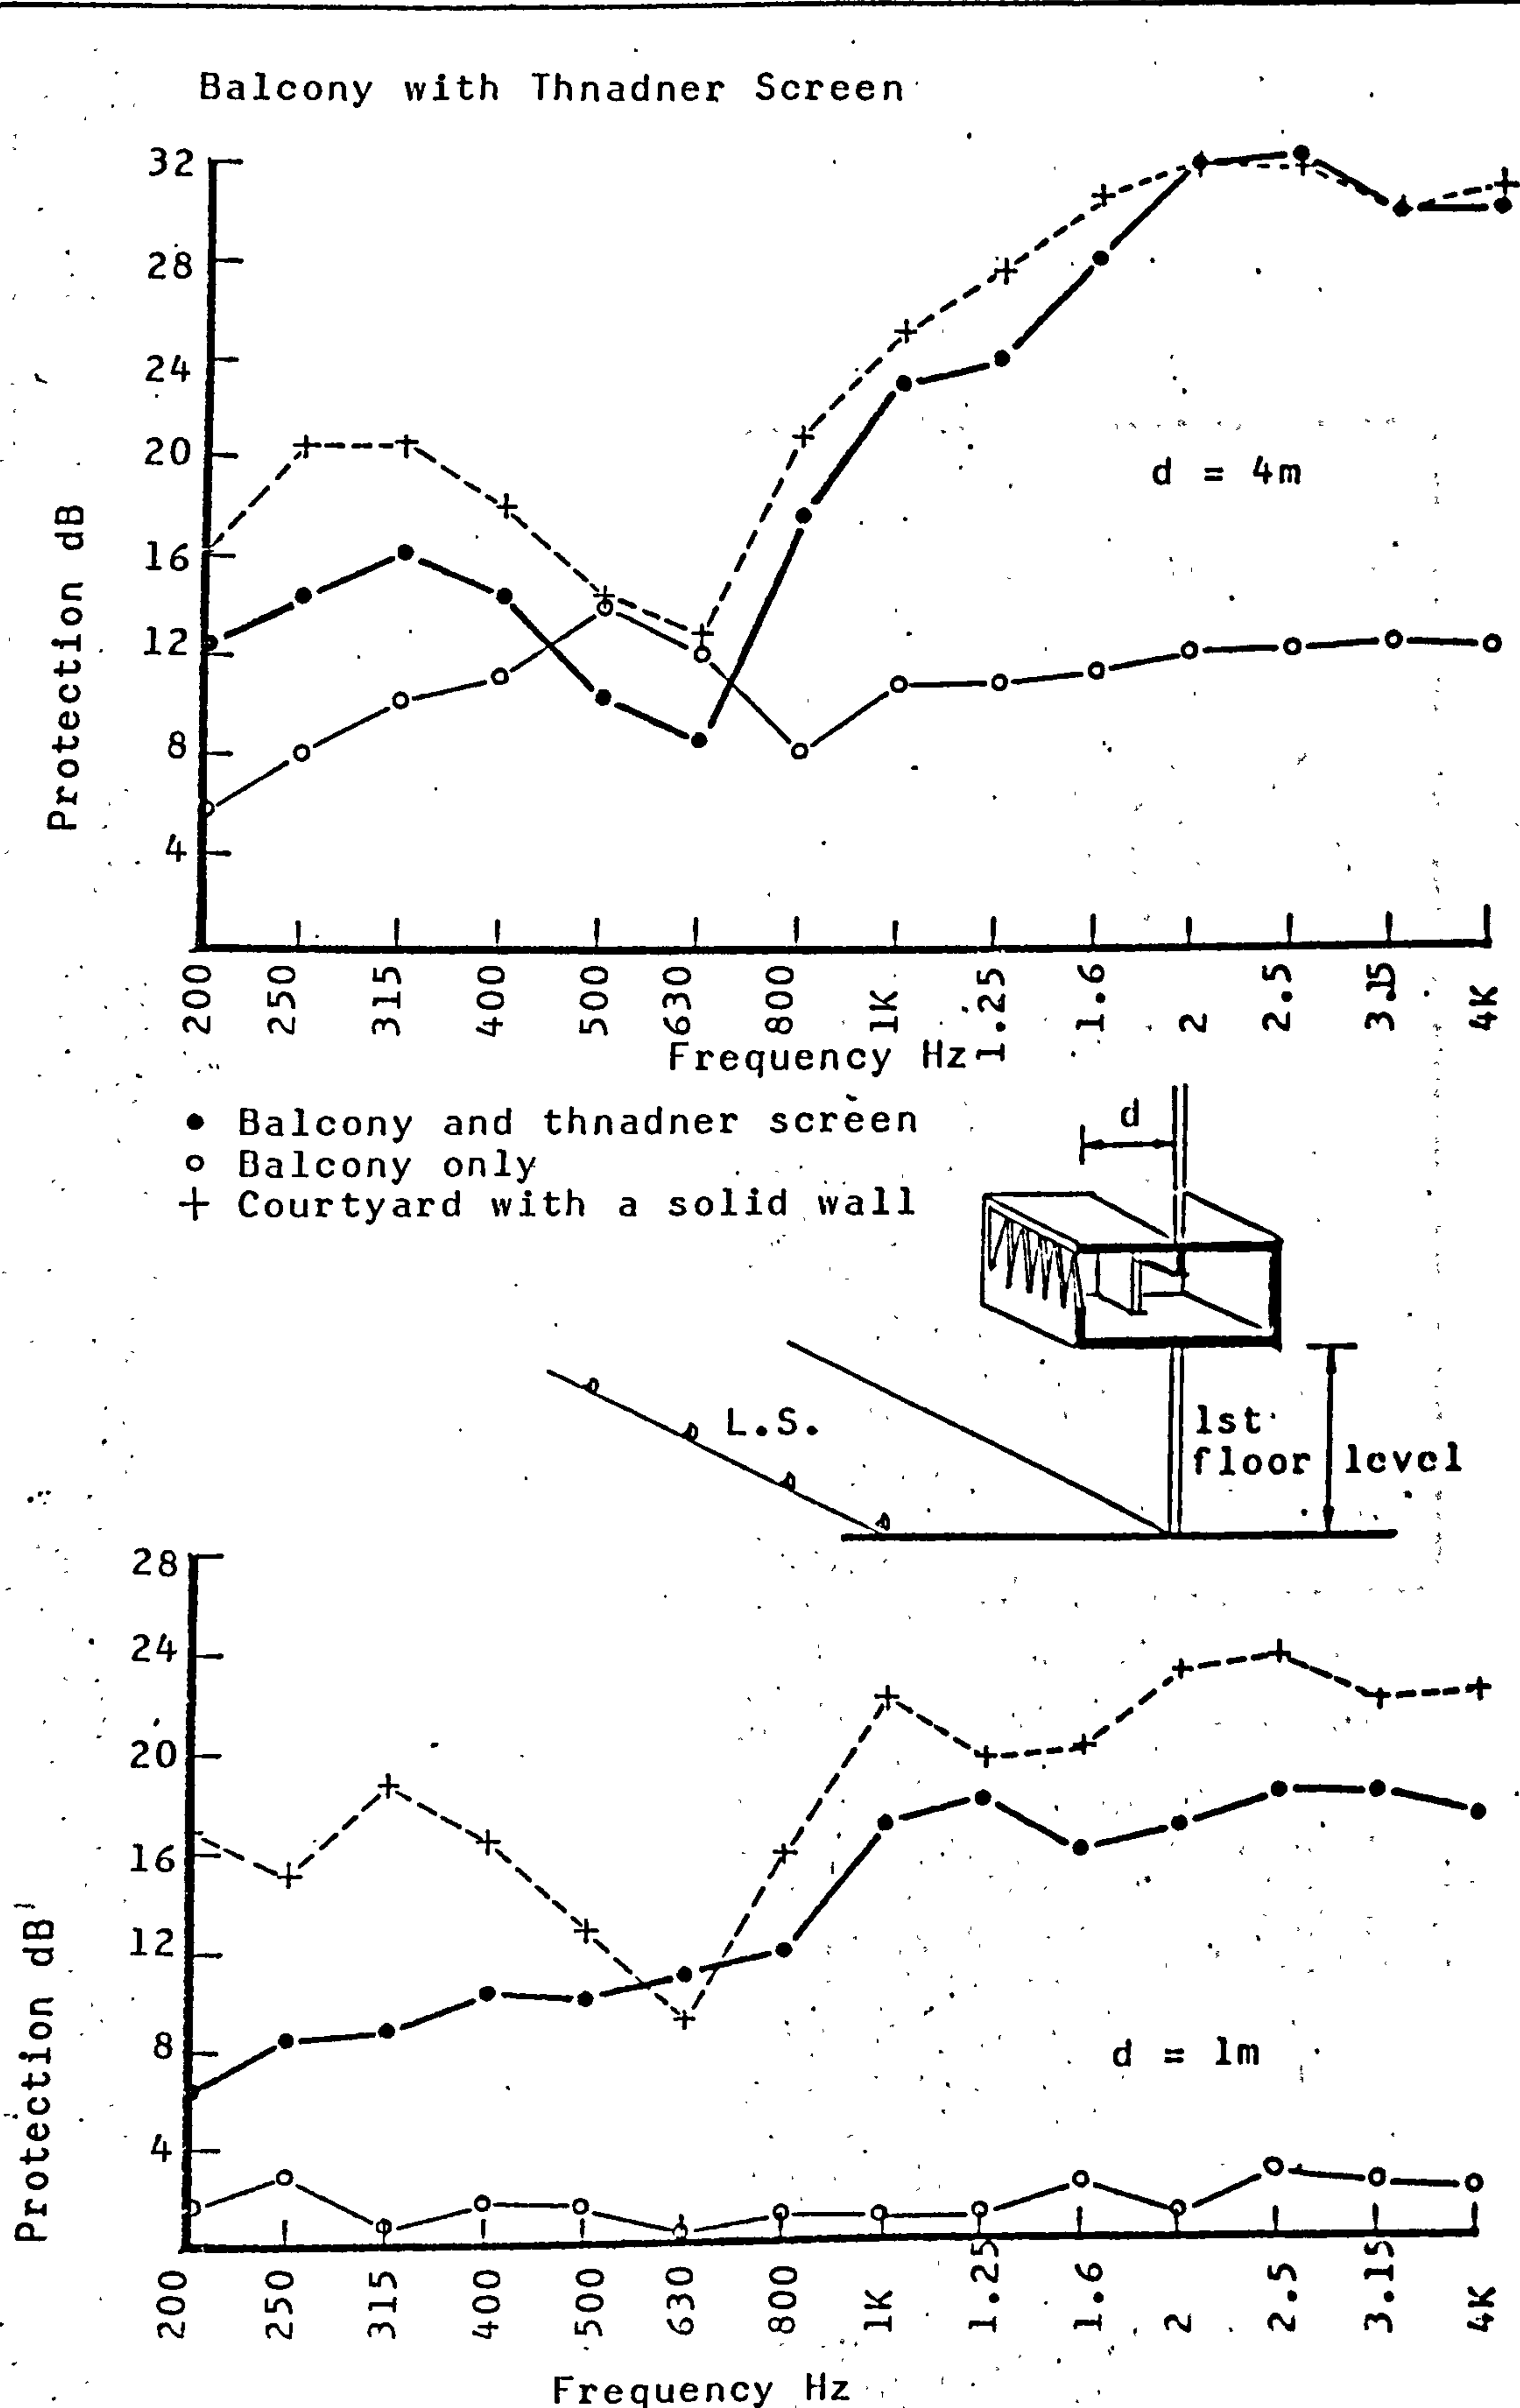 Balcony with Thnadner Screen
32
28
24
20
16
12
8
4
Protection dB
d = 4m
200 250 315 400 500 630 800 1K 1.25 1.6 2 2.5 3.15 4K
Frequency Hz
● Balcony and thnadner screen
o Balcony only
+ Courtyard with a solid wall
d
L.S.
1st
floor level
28
24
20
16
12
8
4
Protection dB
d = 1m
200 250 315 400 500 630 800 1K 1.25 1.6 2 2.5 3.15 4K
Frequency Hz